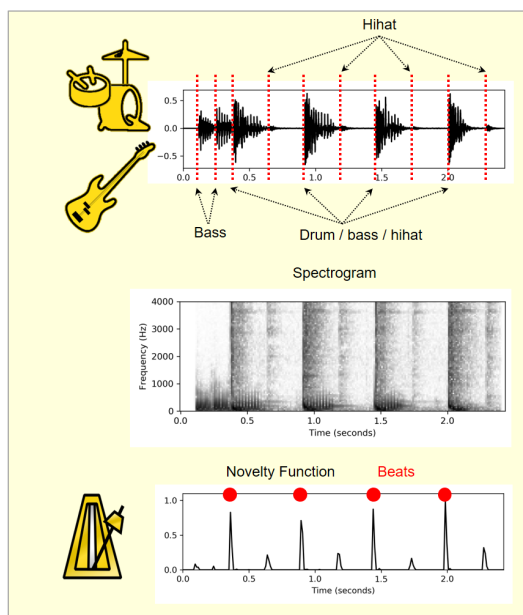 Hihat
0.5
0.0
−0.5
0.0 0.5 1.0 1.5 2.0
Bass
Drum / bass / hihat
Spectrogram
4000
3000
2000
1000
0
Frequency (Hz)
0.0 0.5 1.0 1.5 2.0
Time (seconds)
Novelty Function Beats
1.0
0.5
0.0
0.0 0.5 1.0 1.5 2.0
Time (seconds)